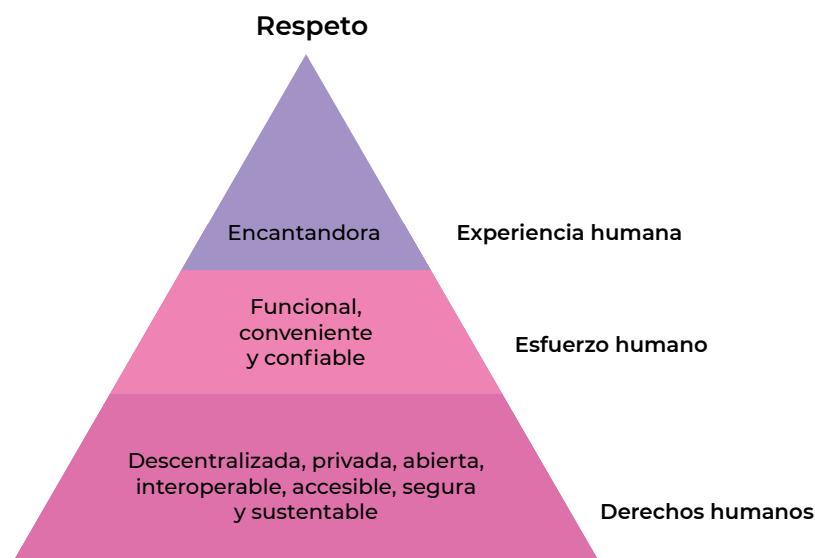 Respeto
Encantandora
Experiencia humana
Funcional,
conveniente
y confiable
Esfuerzo humano
Descentralizada, privada, abierta,
interoperable, accesible, segura
y sustentable
Derechos humanos